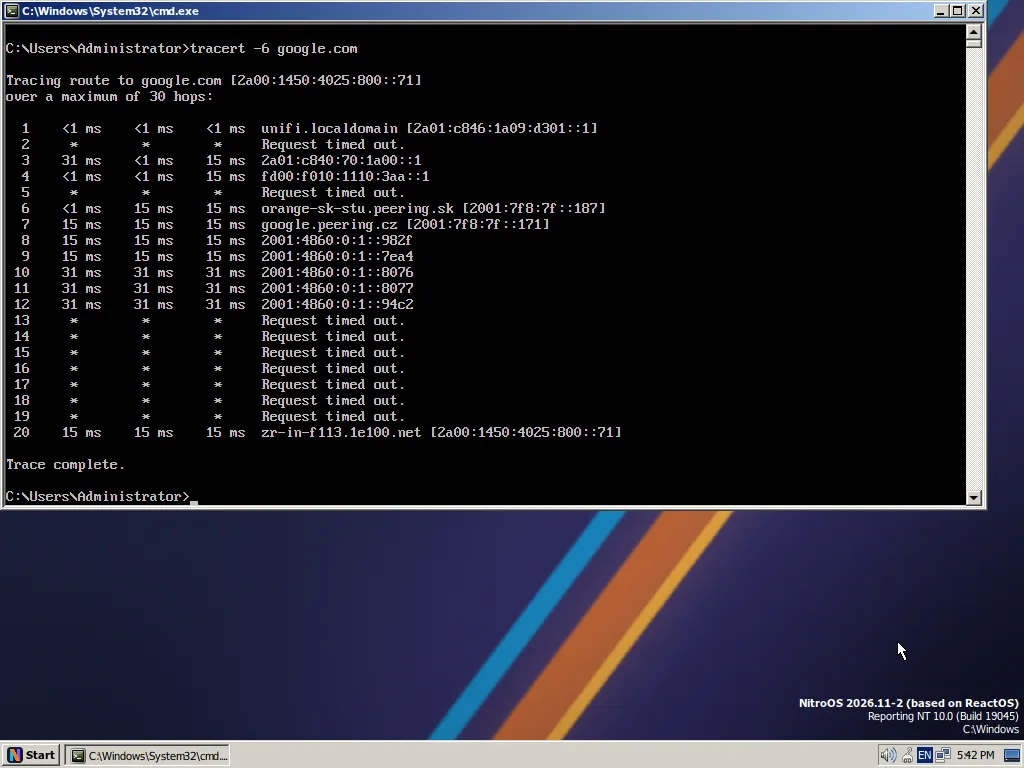 C:\Windows\System32\cmd.exe
C:\Users\Administrator>tracert -6 google.com
Tracing route to google.com [2a00:1450:4025:800::71]
over a maximum of 30 hops:
1 <1 ms <1 ms <1 ms unifi.localdomain [2a01:c846:1a09:d301::1]
2 * * * Request timed out.
3 31 ms <1 ms 15 ms 2a01:c840:70:1a00::1
4 <1 ms <1 ms 15 ms fd00:f010:1110:3aa::1
5 * * * Request timed out.
6 <1 ms 15 ms 15 ms orange-sk-stu.peering.sk [2001:7f8:7f::187]
7 15 ms 15 ms 15 ms google.peering.cz [2001:7f8:7f::171]
8 15 ms 15 ms 15 ms 2001:4860:0:1::982f
9 15 ms 15 ms 15 ms 2001:4860:0:1::7ea4
10 31 ms 31 ms 31 ms 2001:4860:0:1::8076
11 31 ms 31 ms 31 ms 2001:4860:0:1::8077
12 31 ms 31 ms 31 ms 2001:4860:0:1::94c2
13 * * * Request timed out.
14 * * * Request timed out.
15 * * * Request timed out.
16 * * * Request timed out.
17 * * * Request timed out.
18 * * * Request timed out.
19 * * * Request timed out.
20 15 ms 15 ms 15 ms zr-in-f113.1e100.net [2a00:1450:4025:800::71]
Trace complete.
C:\Users\Administrator>_
NitroOS 2026.11-2 (based on ReactOS)
Reporting NT 10.0 (Build 19045)
C:\Windows
Start C:\Windows\System32\cmd.... EN 5:42 PM